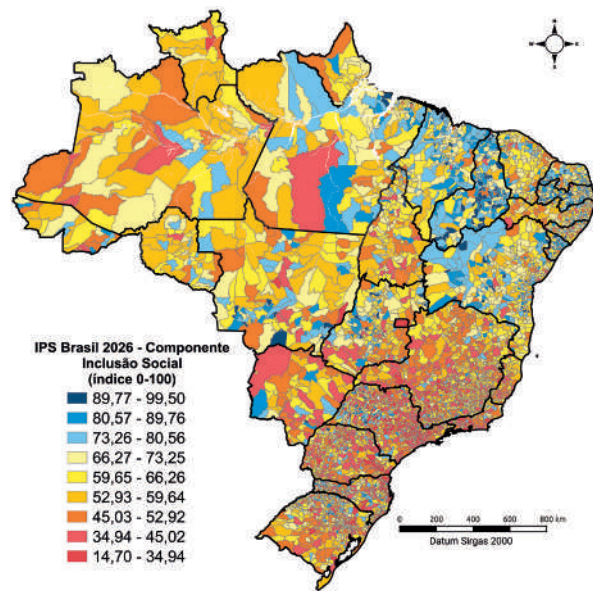 N
W E
S
IPS Brasil 2026 - Componente
Inclusão Social
(índice 0-100)
89,77 - 99,50
80,57 - 89,76
73,26 - 80,56
66,27 - 73,25
59,65 - 66,26
52,93 - 59,64
45,03 - 52,92
34,94 - 45,02
14,70 - 34,94
0 200 400 600 800 km
Datum Sirgas 2000